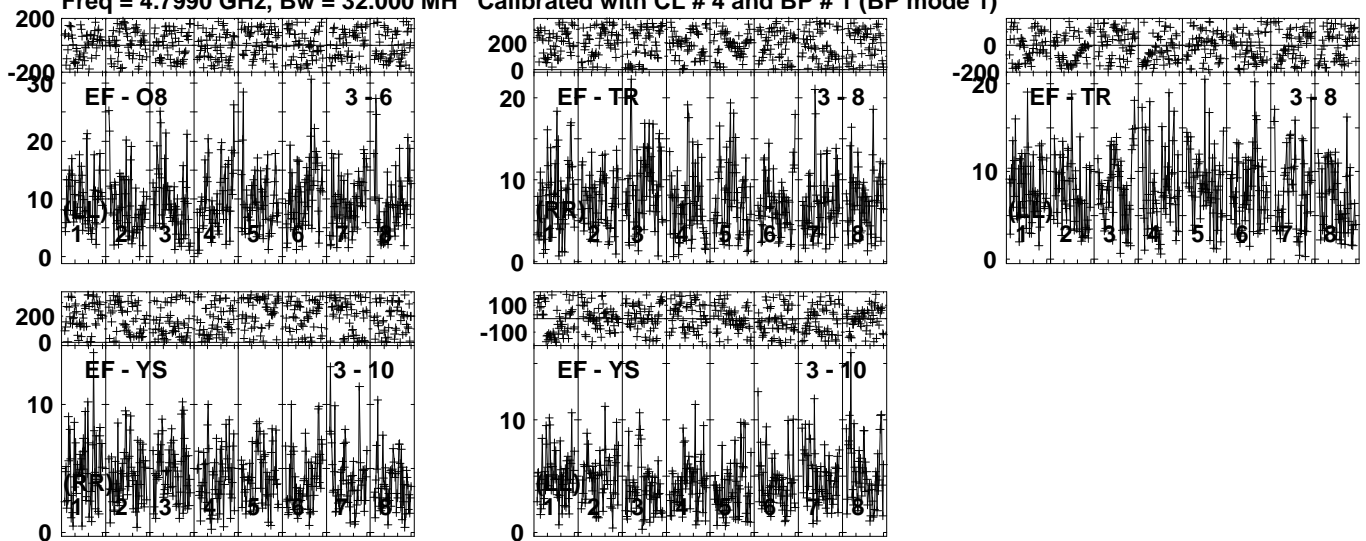 Freq = 4.7990 GHz, Bw = 32.000 MH Calibrated with CL # 4 and BP # 1 (BP mode 1)
200
-200
30
20
10
0
EF - O8 3 - 6
(LL)
1 2 3 4 5 6 7 8
200
0
20
10
0
EF - TR 3 - 8
(RR)
1 2 3 4 5 6 7 8
0
-200
20
10
0
EF - TR 3 - 8
(LL)
1 2 3 4 5 6 7 8
200
0
10
0
EF - YS 3 - 10
(RR)
1 2 3 4 5 6 7 8
100
-100
10
0
EF - YS 3 - 10
(LL)
1 2 3 4 5 6 7 8